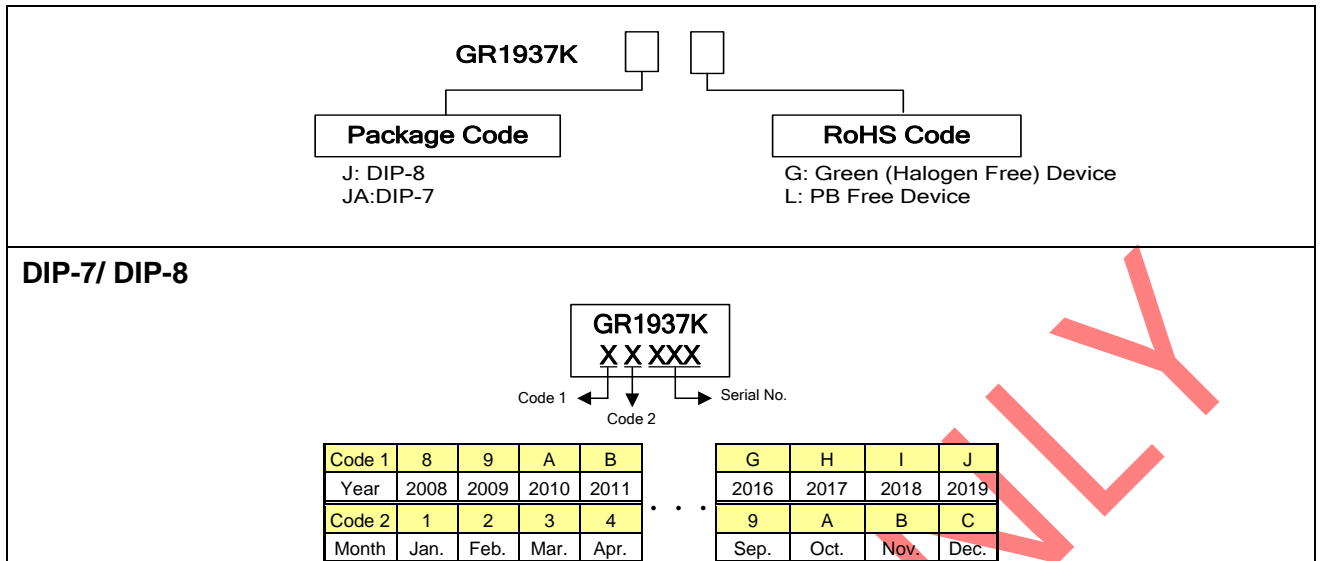 GR1937K
Package Code
RoHS Code
J: DIP-8
JA:DIP-7
G: Green (Halogen Free) Device
L: PB Free Device
DIP-7/ DIP-8
GR1937K
X X XXX
Code 1
Code 2
Serial No.
Code 1 8 9 A B . . . G H I J
Year 2008 2009 2010 2011 2016 2017 2018 2019
Code 2 1 2 3 4 9 A B C
Month Jan. Feb. Mar. Apr. Sep. Oct. Nov. Dec.
NLY